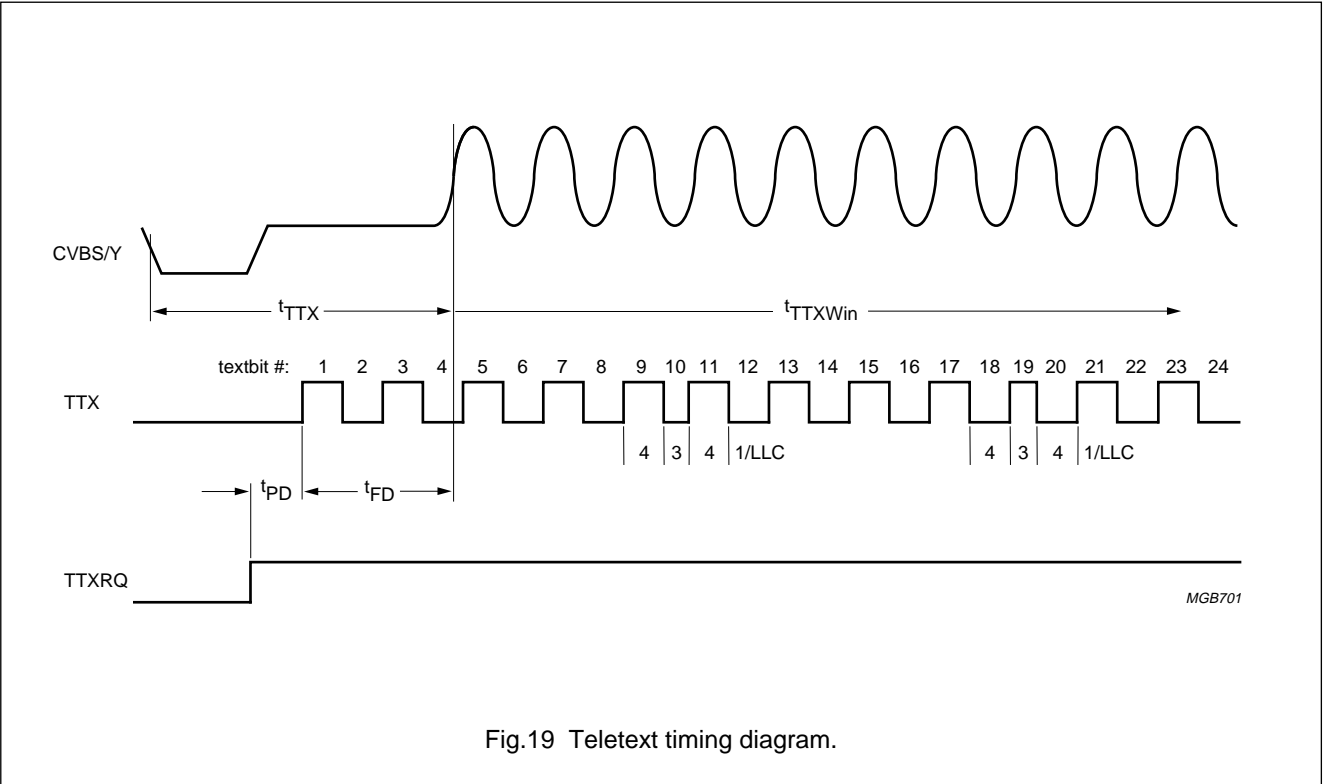 CVBS/Y
tTTX
tTTXWin
textbit #: 1 2 3 4 5 6 7 8 9 10 11 12 13 14 15 16 17 18 19 20 21 22 23 24
TTX
4 3 4 1/LLC 4 3 4 1/LLC
tPD tFD
TTXRQ
MGB701
Fig.19 Teletext timing diagram.